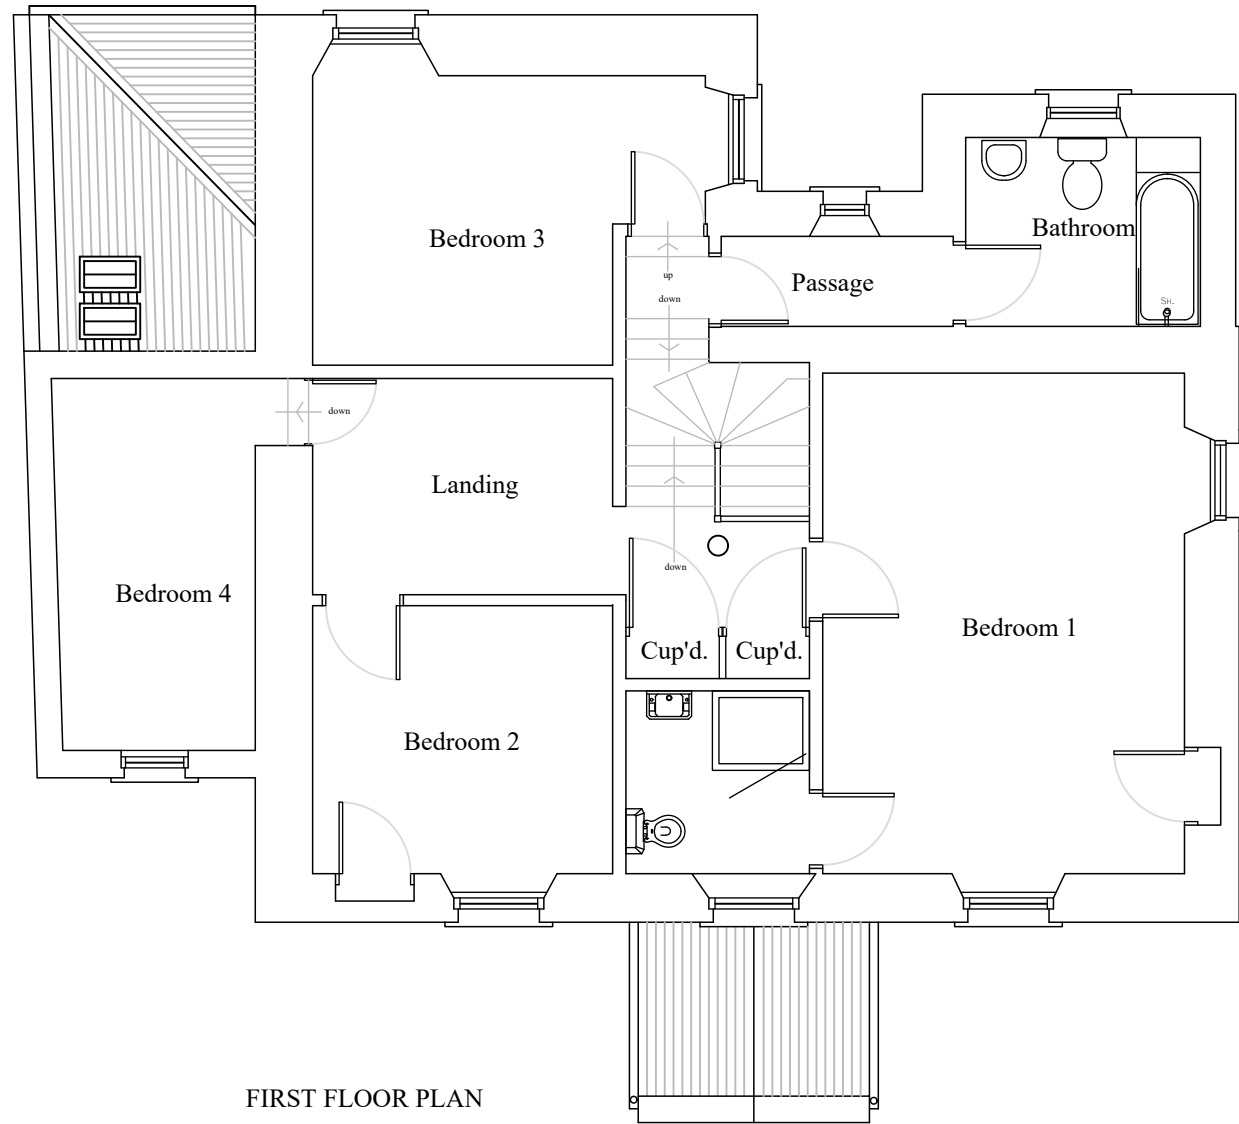 Bathroom
Bedroom 3
up
Passage
down
SH.
down
Landing
down
Bedroom 4
Bedroom 1
Cup'd.
Cup'd.
Bedroom 2
FIRST FLOOR PLAN